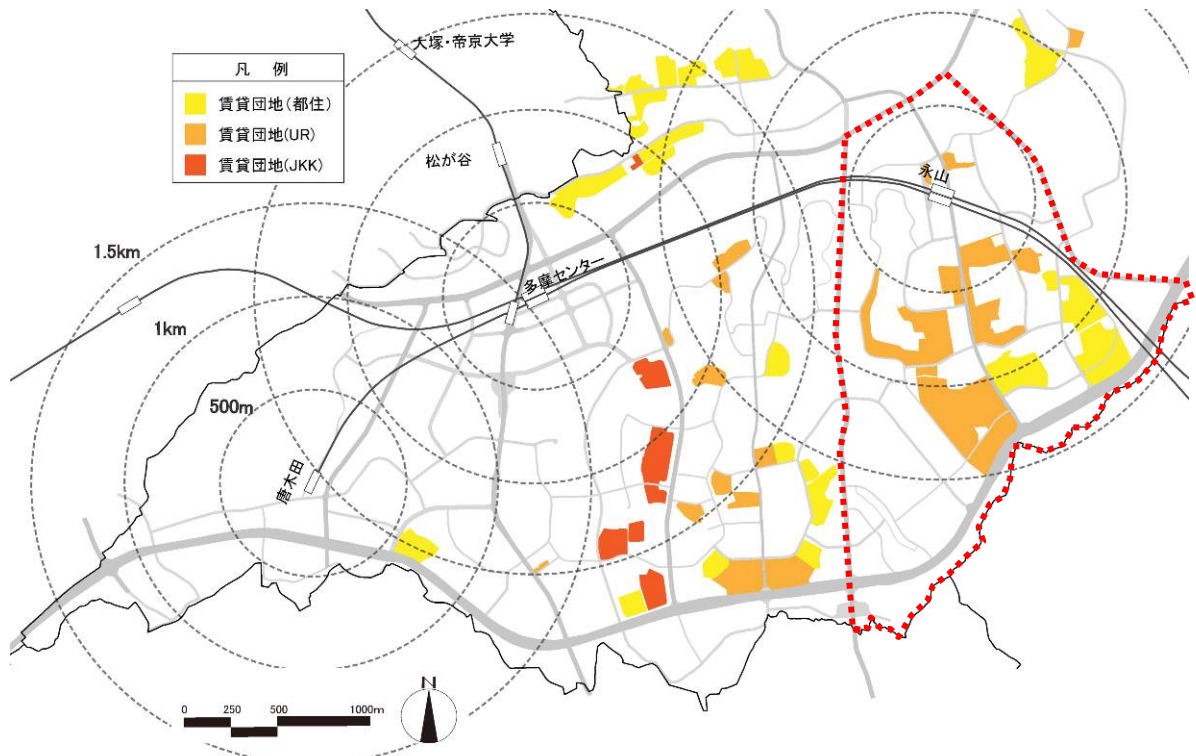 大塚・帝京大学
凡 例
賃貸団地(都住)
賃貸団地(UR)
賃貸団地(JKK)
松が谷
永山
1.5km
多摩センター
1km
500m
唐木田
N
0 250 500 1000m